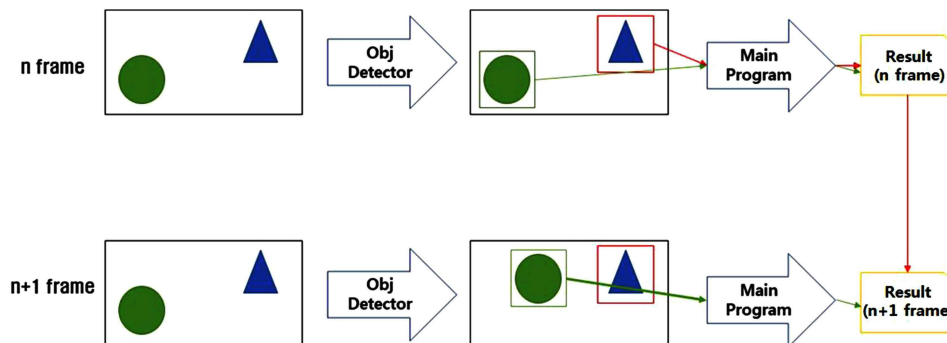 n frame
Obj
Detector
Main
Program
Result
(n frame)
n+1 frame
Obj
Detector
Main
Program
Result
(n+1 frame